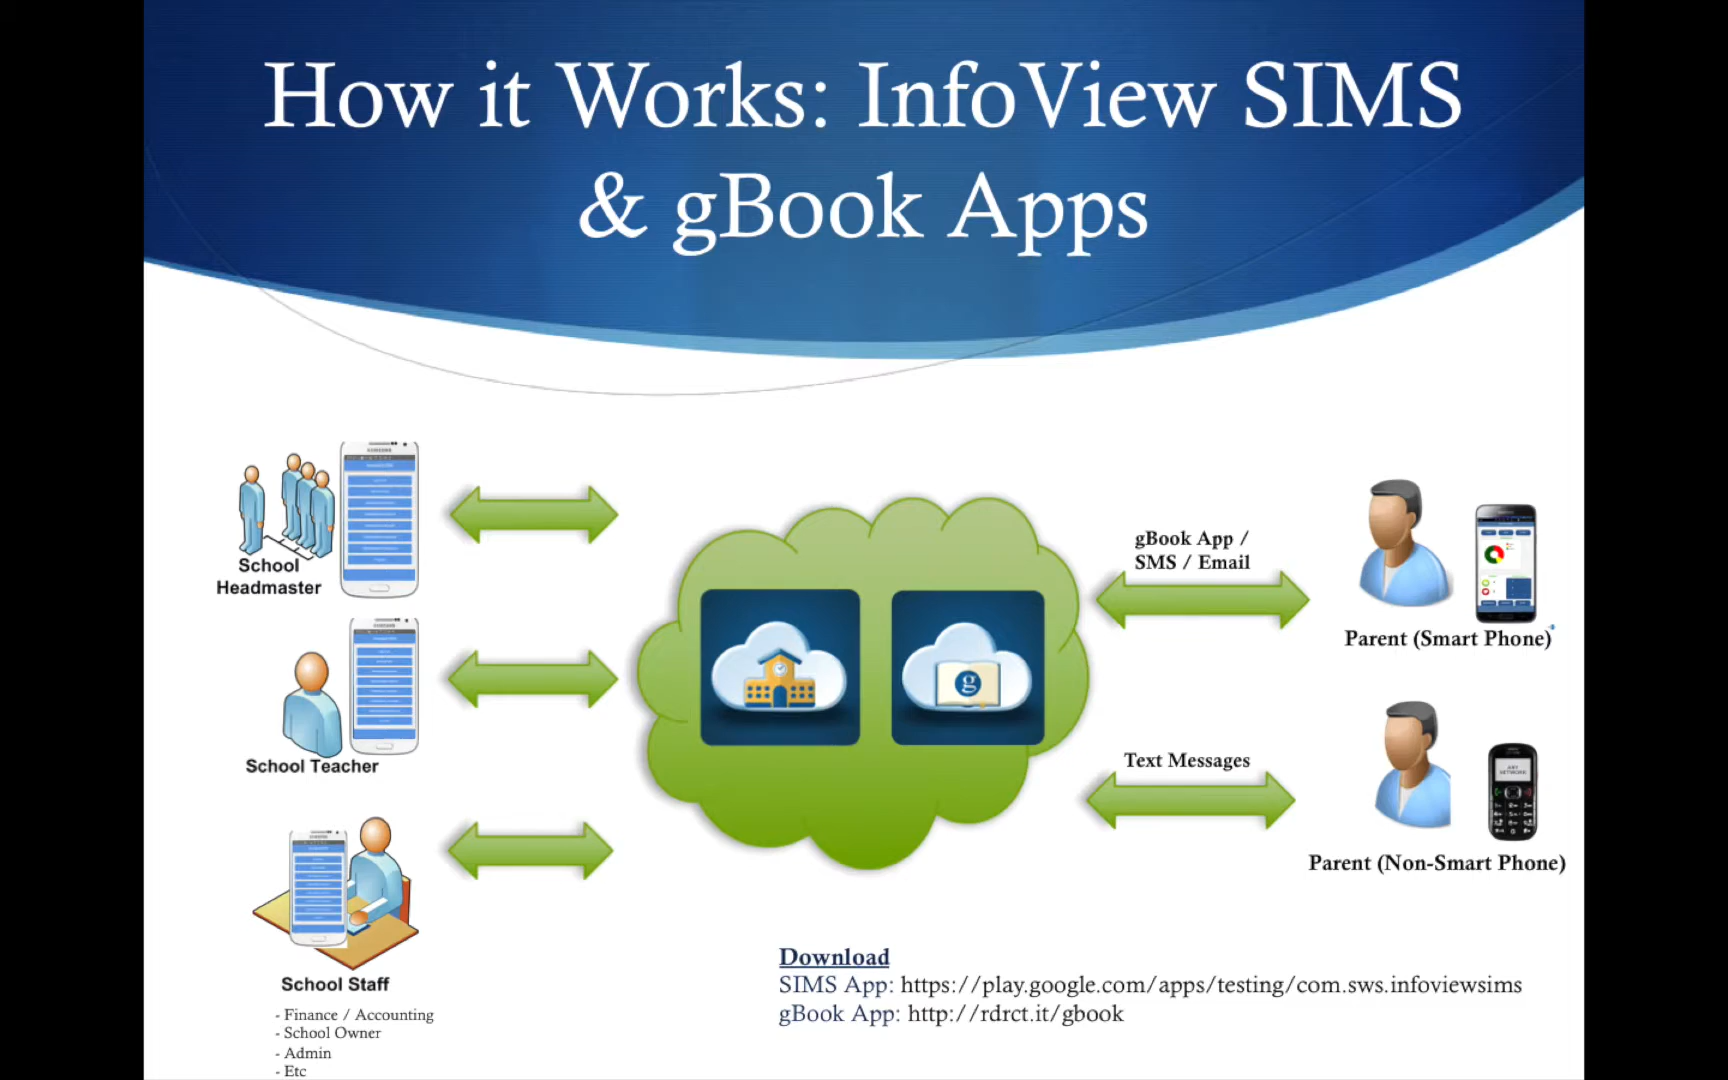 How it Works: InfoView SIMS
& gBook Apps
School
Headmaster
School Teacher
School Staff
- Finance / Accounting
- School Owner
- Admin
- Etc
g
gBook App /
SMS / Email
Parent (Smart Phone)
Text Messages
ANY
NETWORK
Parent (Non-Smart Phone)
Download
SIMS App: https://play.google.com/apps/testing/com.sws.infoviewsims
gBook App: http://rdrct.it/gbook